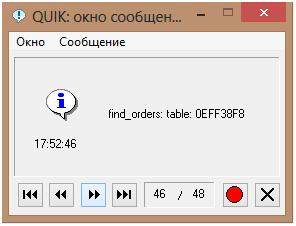 QUIK: окно сообщен...
Окно Сообщение
find_orders: table: 0EFF38F8
17:52:46
46 / 48